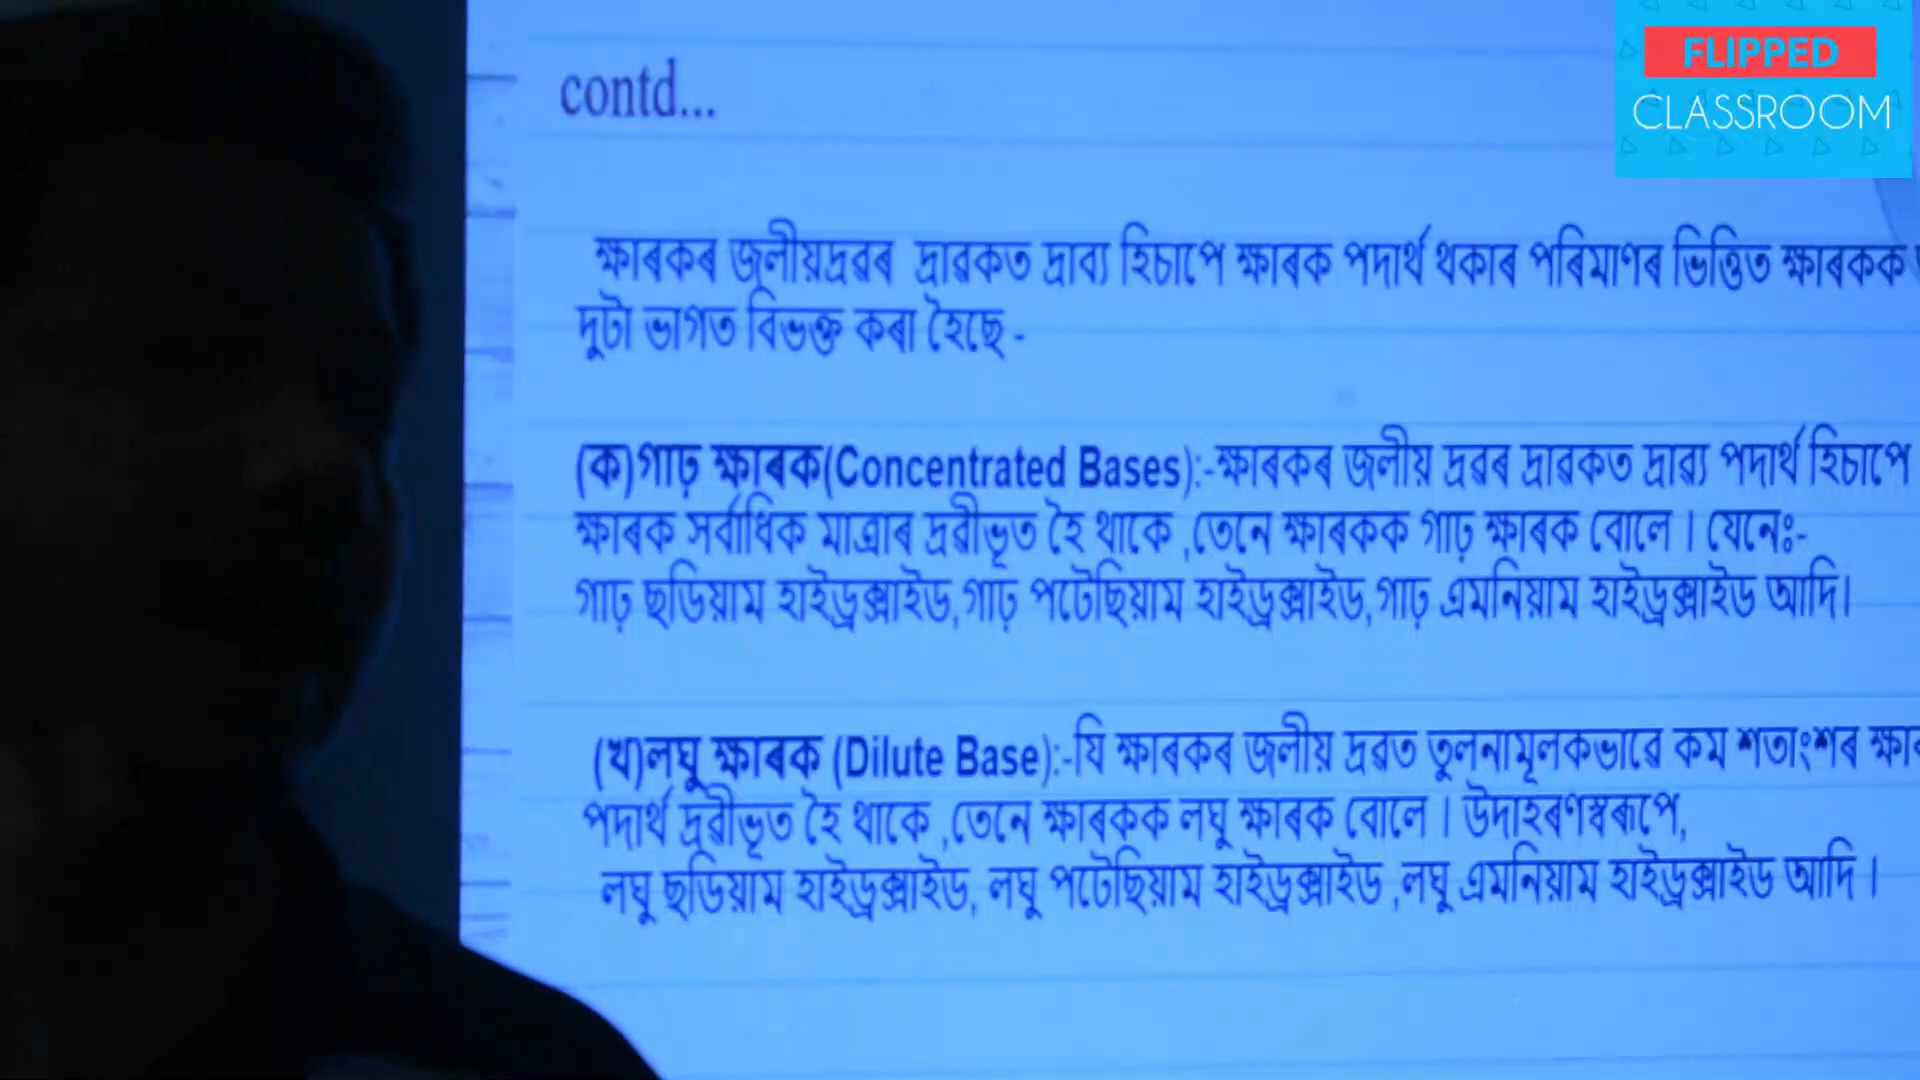 FLIPPED
CLASSROOM
contd...
ক্ষাৰকৰ জলীয়দ্ৰৱৰ দ্ৰাৱকত দ্ৰাব্য হিচাপে ক্ষাৰক পদাৰ্থ থকাৰ পৰিমাণৰ ভিত্তিত ক্ষাৰকক
দুটা ভাগত বিভক্ত কৰা হৈছে -
(ক)গাঢ় ক্ষাৰক(Concentrated Bases):-ক্ষাৰকৰ জলীয় দ্ৰৱৰ দ্ৰাৱকত দ্ৰাৱ্য পদাৰ্থ হিচাপে
ক্ষাৰক সৰ্বাধিক মাত্ৰাৰ দ্ৰৱীভূত হৈ থাকে ,তেনে ক্ষাৰকক গাঢ় ক্ষাৰক বোলে । যেনেঃ-
গাঢ় ছডিয়াম হাইড্ৰক্সাইড,গাঢ় পটেছিয়াম হাইড্ৰক্সাইড,গাঢ় এমনিয়াম হাইড্ৰক্সাইড আদি।
(খ)লঘু ক্ষাৰক (Dilute Base):-যি ক্ষাৰকৰ জলীয় দ্ৰৱত তুলনামূলকভাৱে কম শতাংশৰ
পদাৰ্থ দ্ৰৱীভূত হৈ থাকে ,তেনে ক্ষাৰকক লঘু ক্ষাৰক বোলে । উদাহৰণস্বৰূপে,
লঘু ছডিয়াম হাইড্ৰক্সাইড, লঘু পটেছিয়াম হাইড্ৰক্সাইড ,লঘু এমনিয়াম হাইড্ৰক্সাইড আদি ।